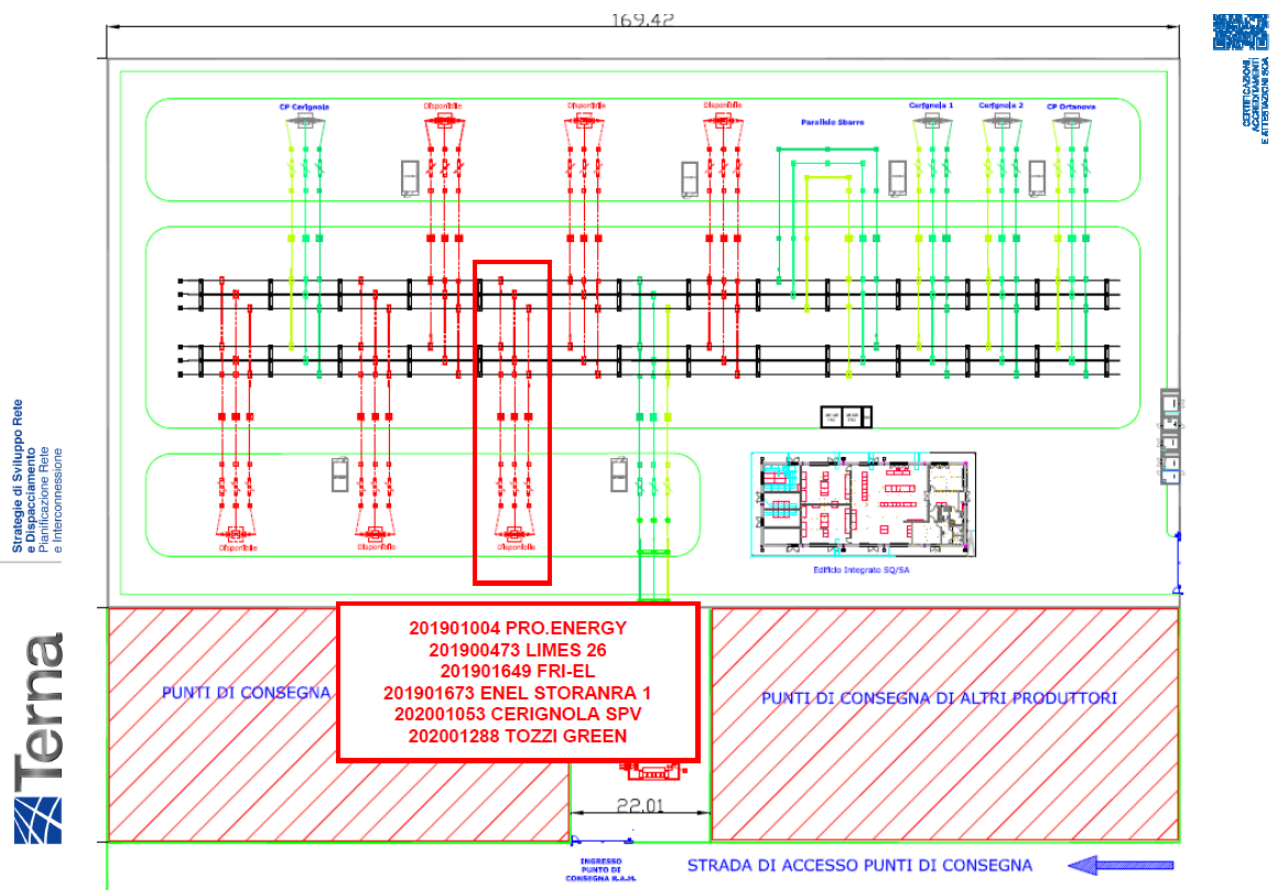 169.42
CERTIFICAZIONI,
ACCREDITAMENTI
E ATTESTAZIONI SOA
CP Cerignola
Disponibile
Disponibile
Disponibile
Parallelo Sbarre
Cerignola 1
Cerignola 2
CP Ortanova
Disponibile
Disponibile
Disponibile
Edificio Integrato SQ/SA
Strategie di Sviluppo Rete
e Dispacciamento
Pianificazione Rete
e Interconnessione
Terna
201901004 PRO.ENERGY
201900473 LIMES 26
201901649 FRI-EL
201901673 ENEL STORANRA 1
202001053 CERIGNOLA SPV
202001288 TOZZI GREEN
PUNTI DI CONSEGNA
PUNTI DI CONSEGNA DI ALTRI PRODUTTORI
22.01
INGRESSO
PUNTO DI
CONSEGNA R.A.M.
STRADA DI ACCESSO PUNTI DI CONSEGNA